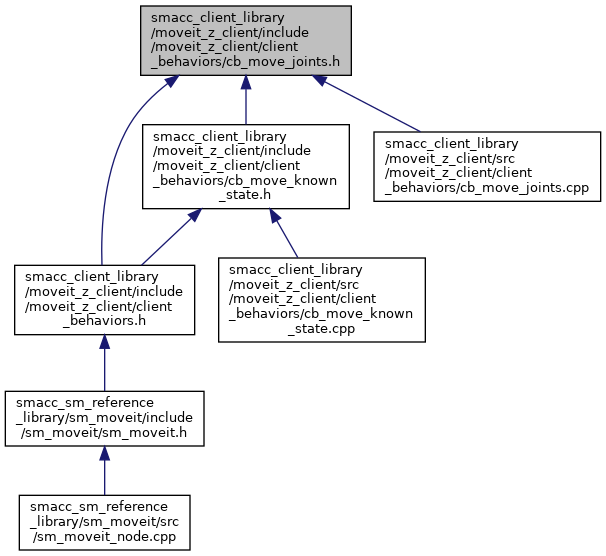 smacc_client_library
/moveit_z_client/include
/moveit_z_client/client
_behaviors/cb_move_joints.h
smacc_client_library
/moveit_z_client/include
/moveit_z_client/client
_behaviors/cb_move_known
_state.h
smacc_client_library
/moveit_z_client/src
/moveit_z_client/client
_behaviors/cb_move_joints.cpp
smacc_client_library
/moveit_z_client/include
/moveit_z_client/client
_behaviors.h
smacc_client_library
/moveit_z_client/src
/moveit_z_client/client
_behaviors/cb_move_known
_state.cpp
smacc_sm_reference
_library/sm_moveit/include
/sm_moveit/sm_moveit.h
smacc_sm_reference
_library/sm_moveit/src
/sm_moveit_node.cpp